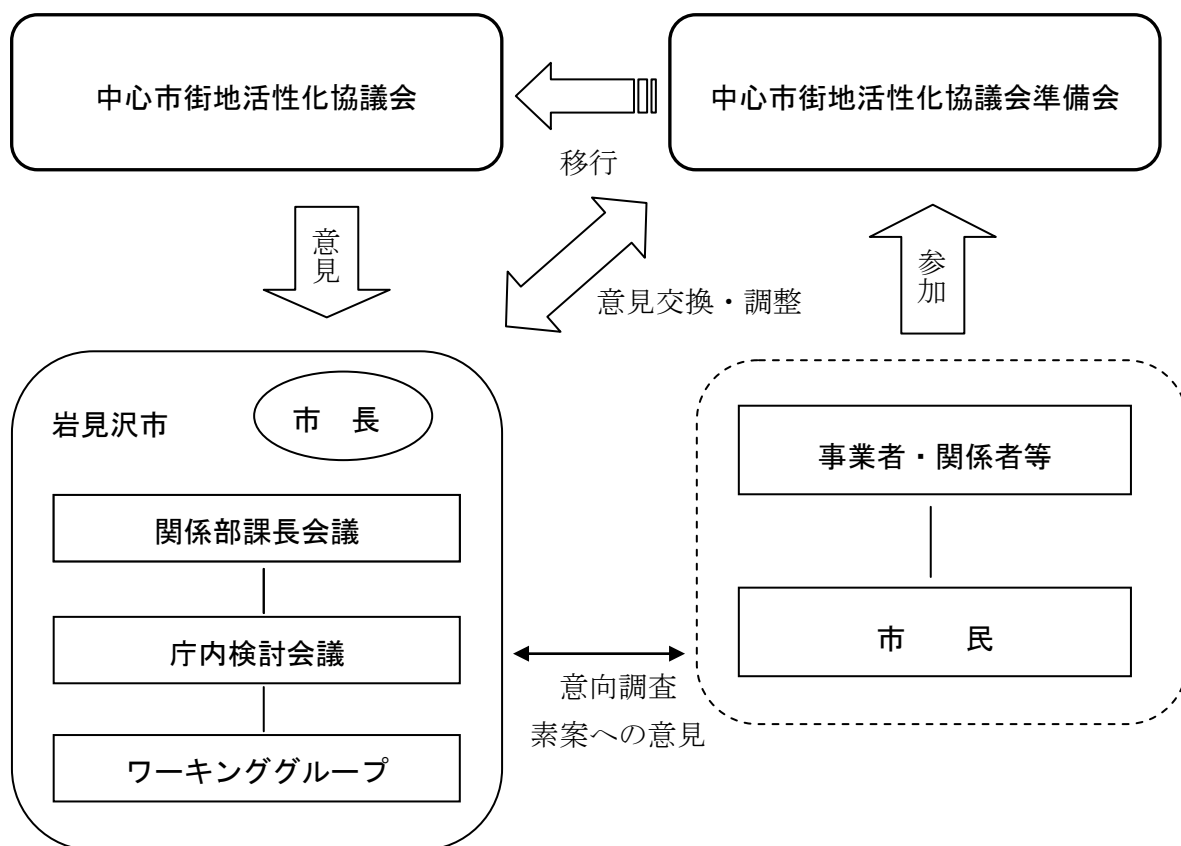 中心市街地活性化協議会
中心市街地活性化協議会準備会
移行
意見
意見交換・調整
参加
岩見沢市
市　長
関係部課長会議
庁内検討会議
ワーキンググループ
事業者・関係者等
市　　民
意向調査
素案への意見